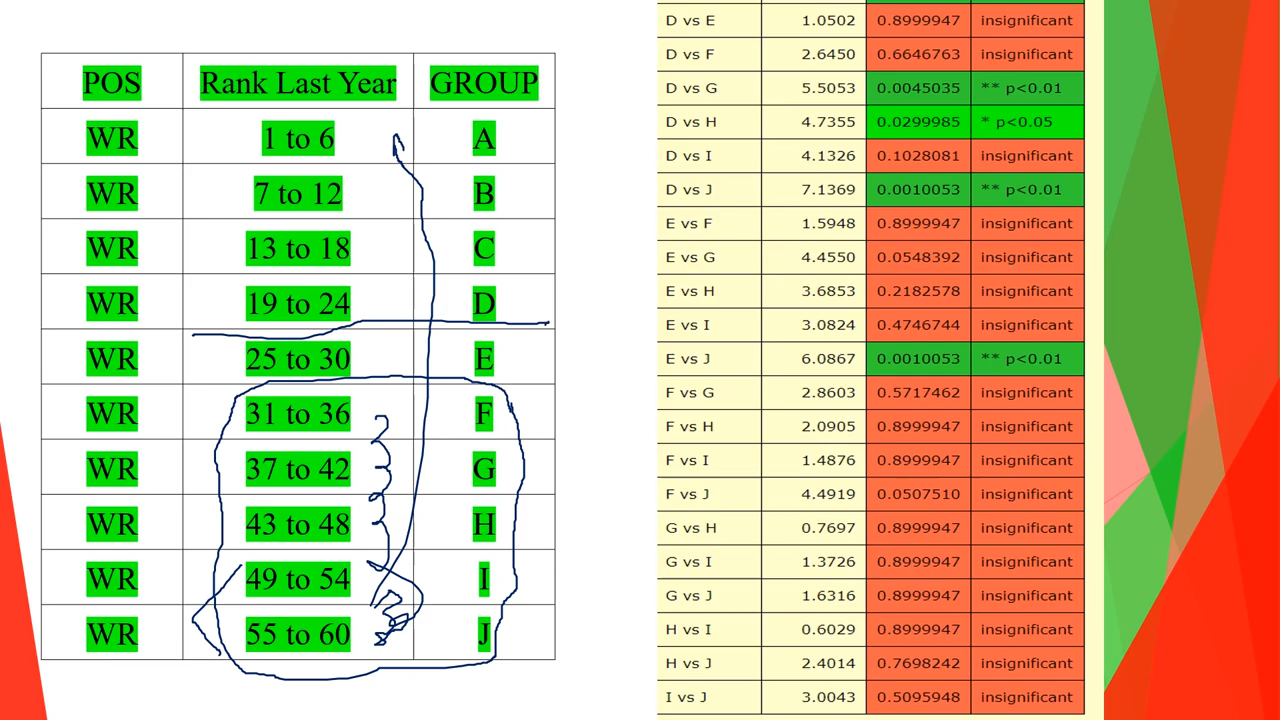 POS Rank Last Year GROUP
WR 1 to 6 A
WR 7 to 12 B
WR 13 to 18 C
WR 19 to 24 D
WR 25 to 30 E
WR 31 to 36 F
WR 37 to 42 G
WR 43 to 48 H
WR 49 to 54 I
WR 55 to 60 J
D vs E 1.0502 0.8999947 insignificant
D vs F 2.6450 0.6646763 insignificant
D vs G 5.5053 0.0045035 ** p<0.01
D vs H 4.7355 0.0299985 * p<0.05
D vs I 4.1326 0.1028081 insignificant
D vs J 7.1369 0.0010053 ** p<0.01
E vs F 1.5948 0.8999947 insignificant
E vs G 4.4550 0.0548392 insignificant
E vs H 3.6853 0.2182578 insignificant
E vs I 3.0824 0.4746744 insignificant
E vs J 6.0867 0.0010053 ** p<0.01
F vs G 2.8603 0.5717462 insignificant
F vs H 2.0905 0.8999947 insignificant
F vs I 1.4876 0.8999947 insignificant
F vs J 4.4919 0.0507510 insignificant
G vs H 0.7697 0.8999947 insignificant
G vs I 1.3726 0.8999947 insignificant
G vs J 1.6316 0.8999947 insignificant
H vs I 0.6029 0.8999947 insignificant
H vs J 2.4014 0.7698242 insignificant
I vs J 3.0043 0.5095948 insignificant